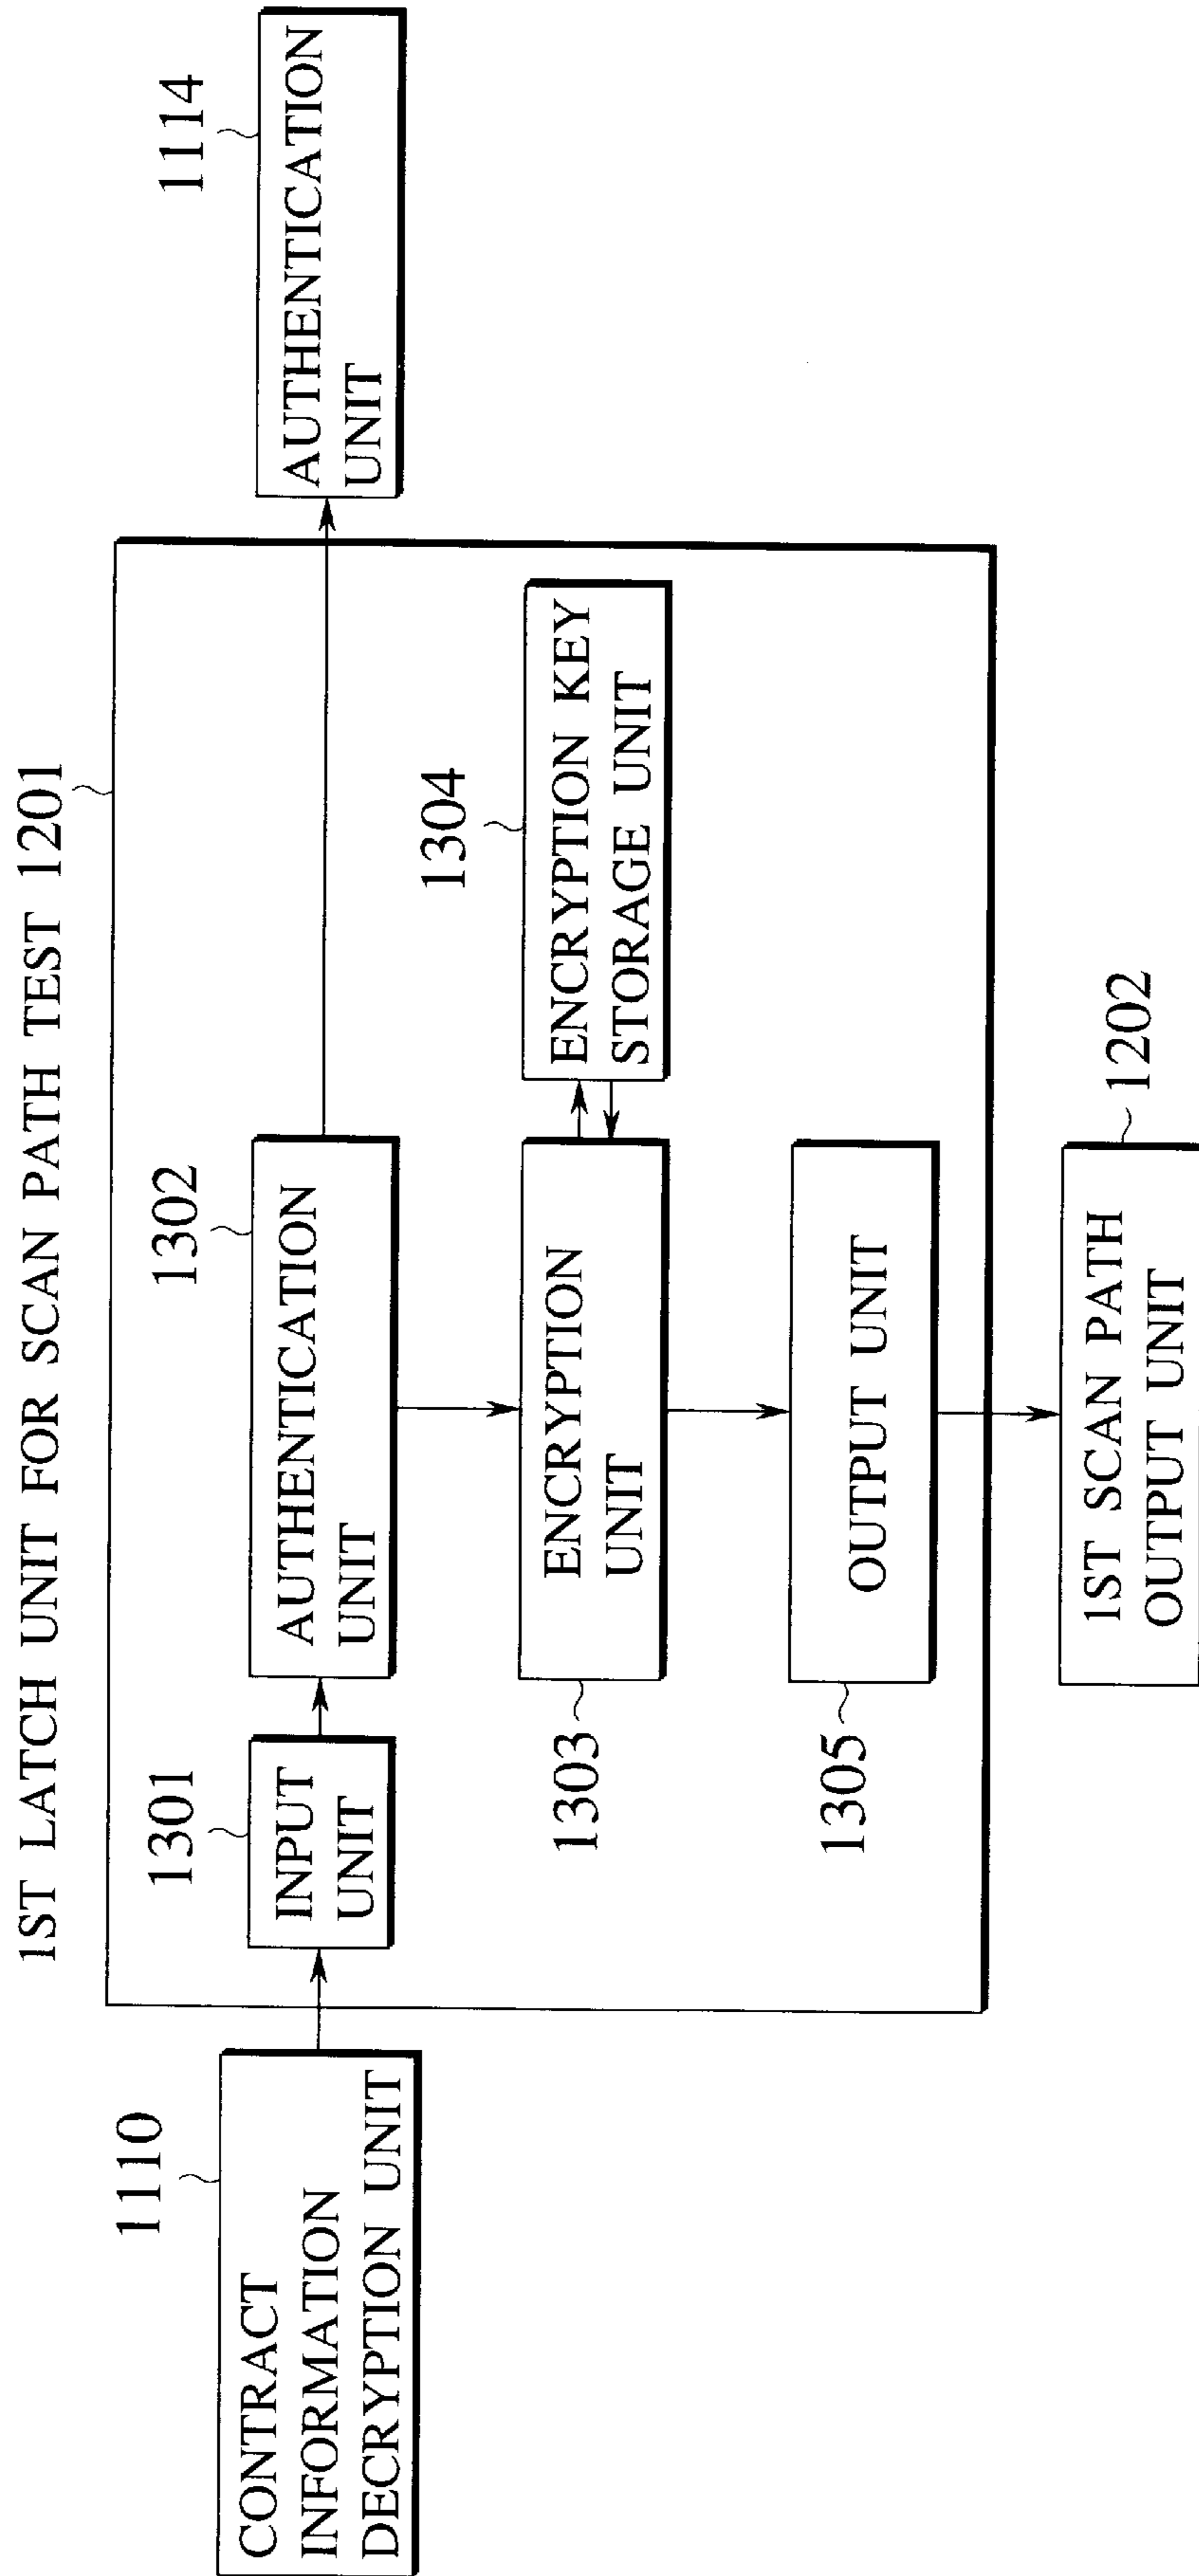 1ST LATCH UNIT FOR SCAN PATH TEST 1201
1110
CONTRACT
INFORMATION
DECRYPTION UNIT
1301
INPUT
UNIT
1302
AUTHENTICATION
UNIT
1114
AUTHENTICATION
UNIT
1303
ENCRYPTION
UNIT
1304
ENCRYPTION KEY
STORAGE UNIT
1305
OUTPUT UNIT
1ST SCAN PATH
OUTPUT UNIT
1202